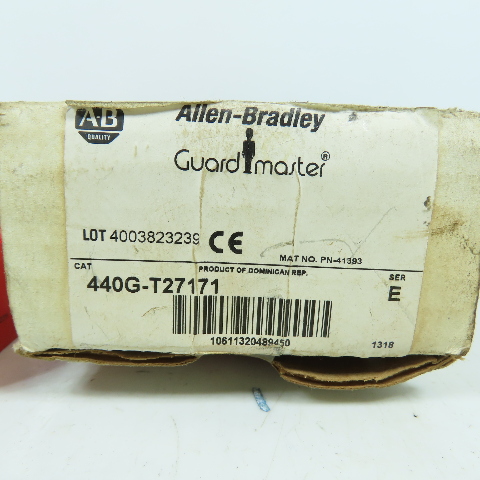 AB
QUALITY
Allen-Bradley
Guardmaster®
LOT 4003823239 CE
MAT NO. PN-41393
PRODUCT OF DOMINICAN REP.
CAT
440G-T27171
SER
E
10611320489450
1318